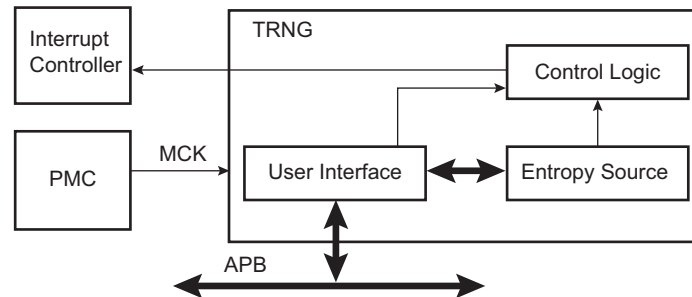 Interrupt
Controller
TRNG
Control Logic
PMC
MCK
User Interface
Entropy Source
APB